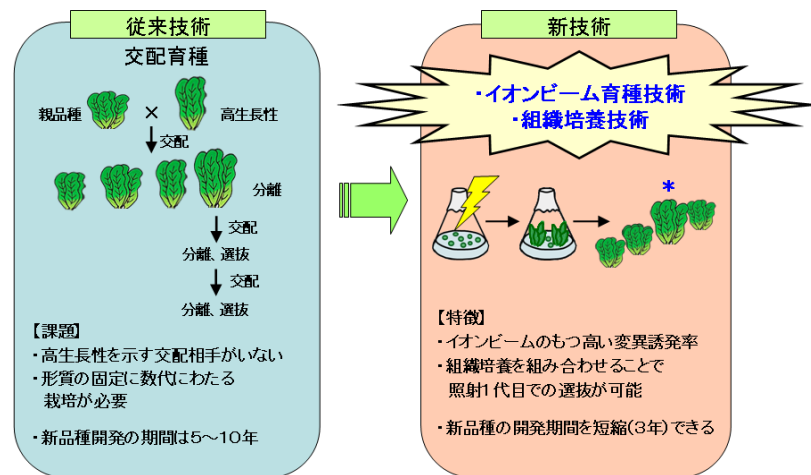 従来技術
交配育種
親品種
×
高生長性
交配
分離
交配
分離、選抜
交配
分離、選抜
【課題】
・高生長性を示す交配相手がいない
・形質の固定に数代にわたる
栽培が必要
・新品種開発の期間は5～10年
新技術
・イオンビーム育種技術
・組織培養技術
*
【特徴】
・イオンビームのもつ高い変異誘発率
・組織培養を組み合わせることで
照射1代目での選抜が可能
・新品種の開発期間を短縮(3年)できる